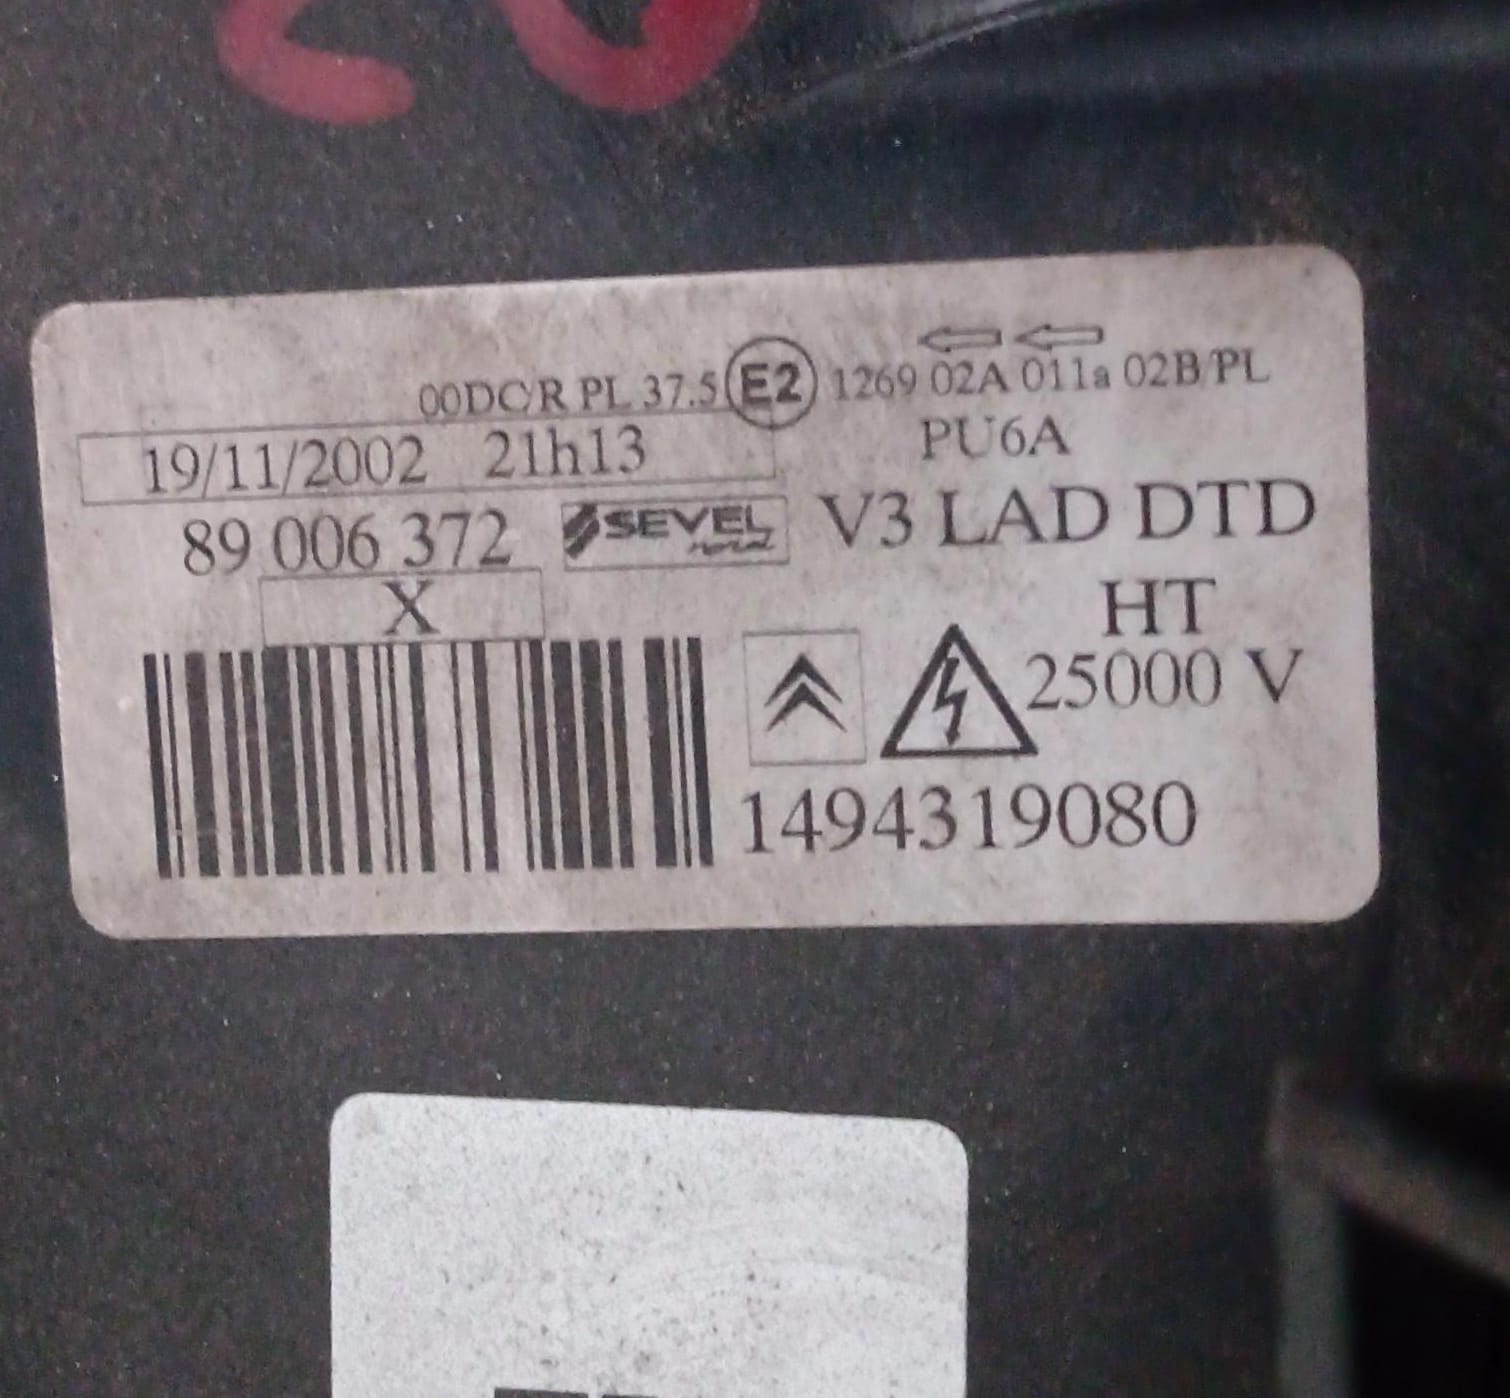 20
00DC/R PL 37.5 E2 1269 02A 011a 02B/PL
19/11/2002 21h13 PU6A
89 006 372 SEVEL V3 LAD DTD
X HT
25000 V
1494319080